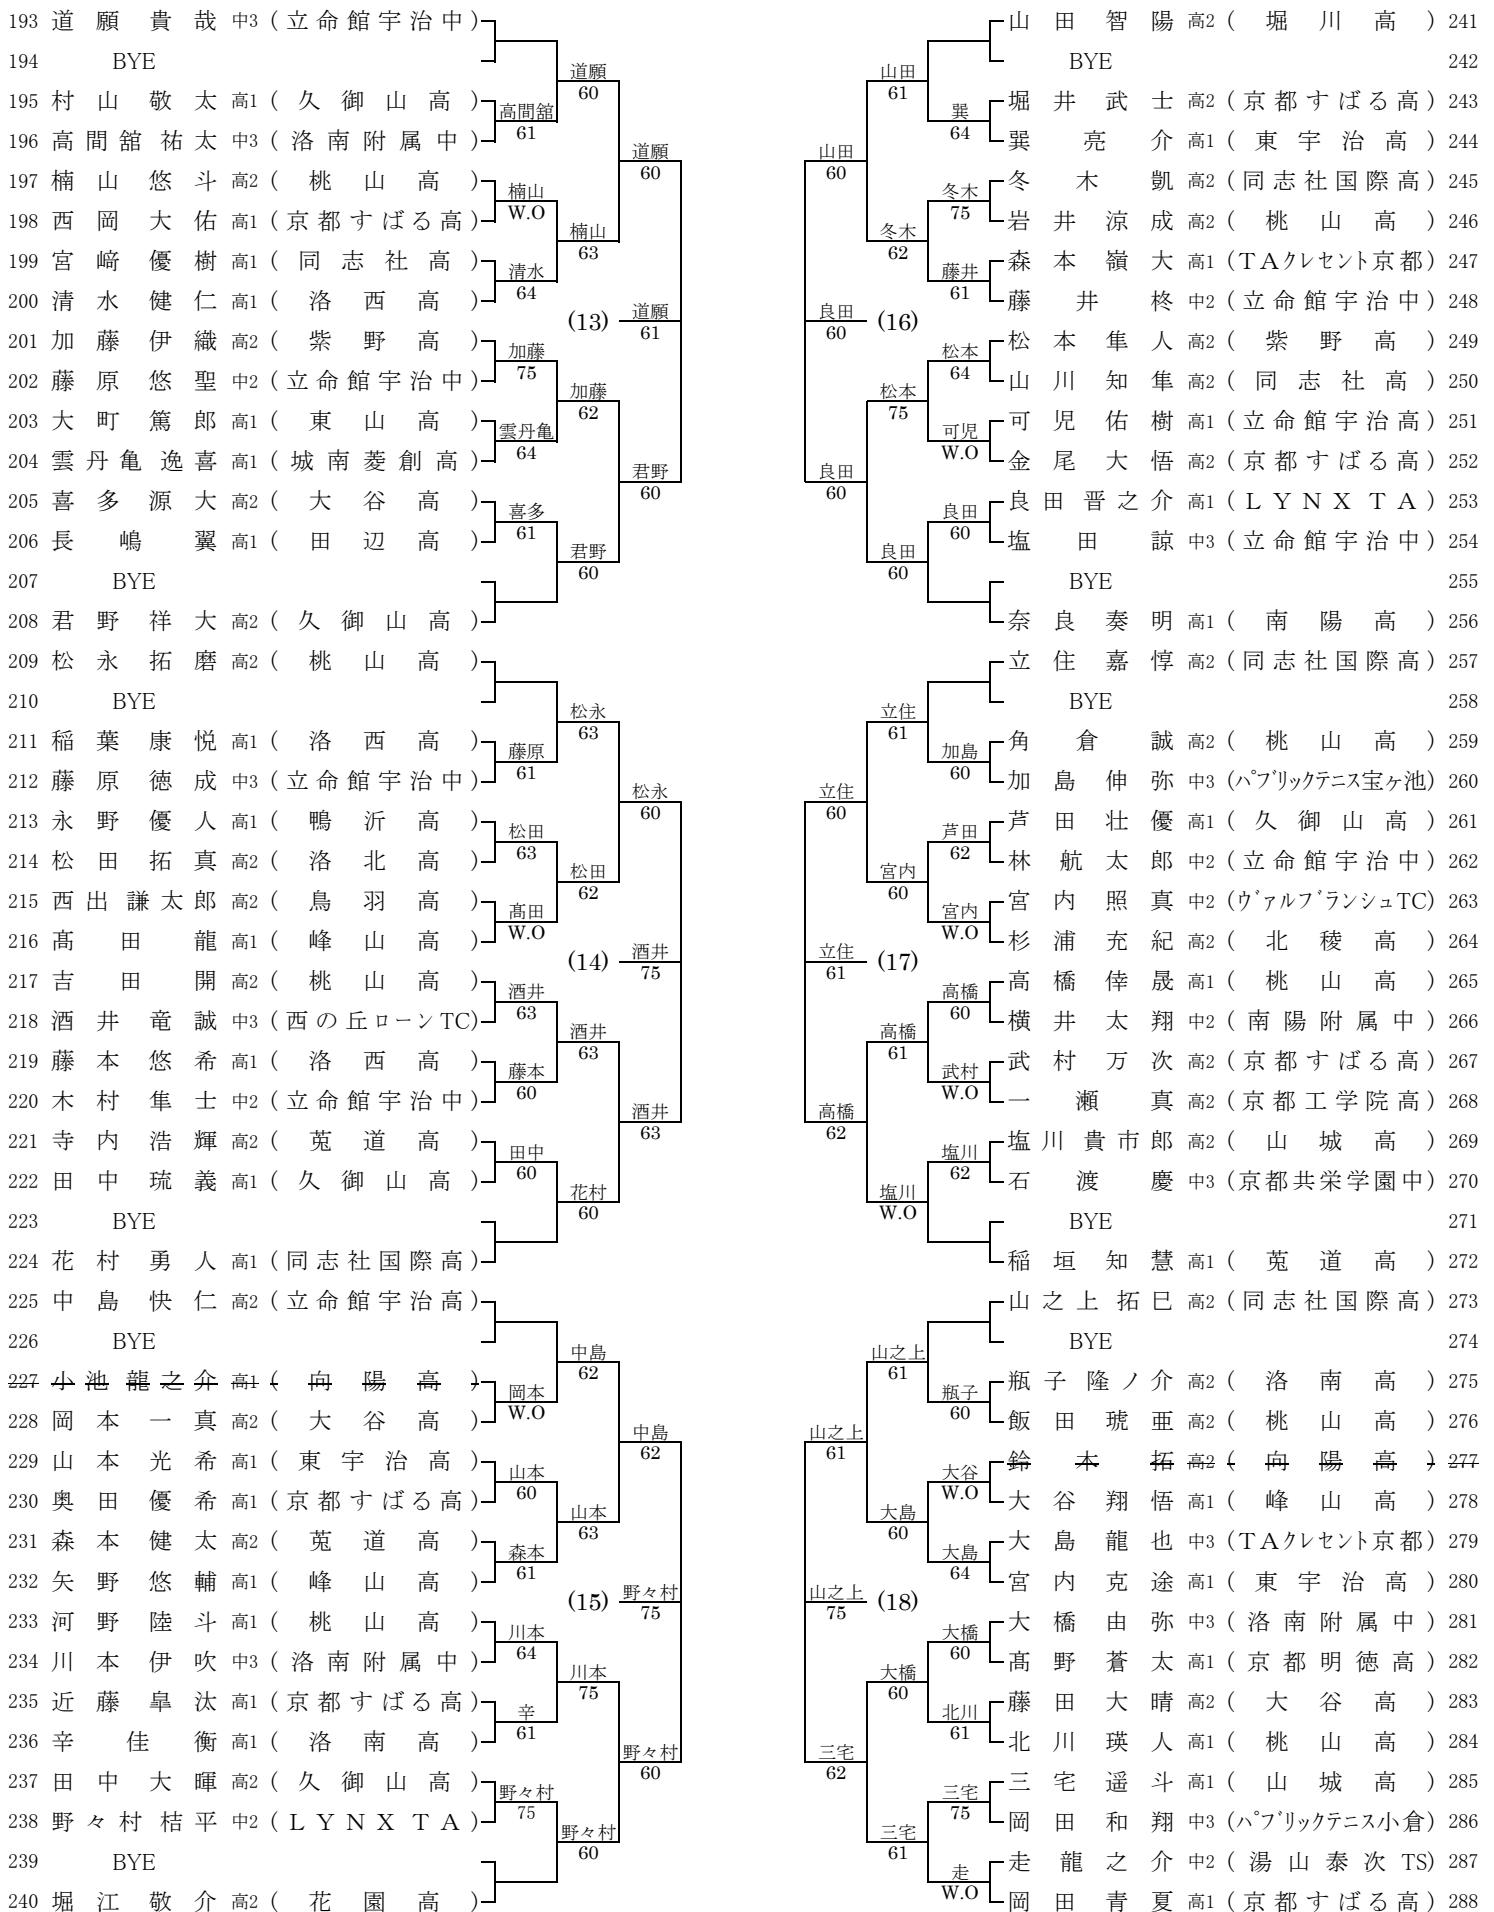 193 道願貴哉 中3 (立命館宇治中)
194 BYE
195 村山敬太 高1 (久御山高)
196 高間舘祐太 中3 (洛南附属中)
197 楠山悠斗 高2 (桃山高)
198 西岡大佑 高1 (京都すばる高)
199 宮﨑優樹 高1 (同志社高)
200 清水健仁 高1 (洛西高)
201 加藤伊織 高2 (紫野高)
202 藤原悠聖 中2 (立命館宇治中)
203 大町篤郎 高1 (東山高)
204 雲丹亀逸喜 高1 (城南菱創高)
205 喜多源大 高2 (大谷高)
206 長嶋翼 高1 (田辺高)
207 BYE
208 君野祥大 高2 (久御山高)
高間舘
61
楠山
W.O
清水
64
加藤
75
雲丹亀
64
喜多
61
道願
60
楠山
63
加藤
62
君野
60
道願
60
君野
60
(13) 道願
61
209 松永拓磨 高2 (桃山高)
210 BYE
211 稲葉康悦 高1 (洛西高)
212 藤原徳成 中3 (立命館宇治中)
213 永野優人 高1 (鴨沂高)
214 松田拓真 高2 (洛北高)
215 西出謙太郎 高2 (鳥羽高)
216 髙田龍 高1 (峰山高)
217 吉田開 高2 (桃山高)
218 酒井竜誠 中3 (西の丘ローンTC)
219 藤本悠希 高1 (洛西高)
220 木村隼士 中2 (立命館宇治中)
221 寺内浩輝 高2 (莵道高)
222 田中琉義 高1 (久御山高)
223 BYE
224 花村勇人 高1 (同志社国際高)
藤原
61
松田
63
髙田
W.O
酒井
63
藤本
60
田中
60
松永
63
松田
62
酒井
63
花村
60
松永
60
酒井
63
(14) 酒井
75
225 中島快仁 高2 (立命館宇治高)
226 BYE
227 小池龍之介 高1 (向陽高)
228 岡本一真 高2 (大谷高)
229 山本光希 高1 (東宇治高)
230 奥田優希 高1 (京都すばる高)
231 森本健太 高2 (莵道高)
232 矢野悠輔 高1 (峰山高)
233 河野陸斗 高1 (桃山高)
234 川本伊吹 中3 (洛南附属中)
235 近藤皐汰 高1 (京都すばる高)
236 辛佳衡 高1 (洛南高)
237 田中大暉 高2 (久御山高)
238 野々村桔平 中2 (LYNXTA)
239 BYE
240 堀江敬介 高2 (花園高)
岡本
W.O
山本
60
森本
61
川本
64
辛
61
野々村
75
中島
62
山本
63
川本
75
野々村
60
中島
62
野々村
60
(15) 野々村
75
山田智陽 高2 (堀川高) 241
BYE 242
堀井武士 高2 (京都すばる高) 243
巽亮介 高1 (東宇治高) 244
冬木凱 高2 (同志社国際高) 245
岩井涼成 高2 (桃山高) 246
森本嶺大 高1 (TAクレセント京都) 247
藤井柊 中2 (立命館宇治中) 248
松本隼人 高2 (紫野高) 249
山川知隼 高2 (同志社高) 250
可児佑樹 高1 (立命館宇治高) 251
金尾大悟 高2 (京都すばる高) 252
良田晋之介 高1 (LYNXTA) 253
塩田諒 中3 (立命館宇治中) 254
BYE 255
奈良奏明 高1 (南陽高) 256
巽
64
冬木
75
藤井
61
松本
64
可児
W.O
良田
60
山田
61
冬木
62
松本
75
良田
60
山田
60
良田
60
良田 (16)
60
立住嘉惇 高2 (同志社国際高) 257
BYE 258
角倉誠 高2 (桃山高) 259
加島伸弥 中3 (パブリックテニス宝ヶ池) 260
芦田壮優 高1 (久御山高) 261
林航太郎 中2 (立命館宇治中) 262
宮内照真 中2 (ヴァルブランシュTC) 263
杉浦充紀 高2 (北稜高) 264
高橋倖晟 高1 (桃山高) 265
横井太翔 中2 (南陽附属中) 266
武村万次 高2 (京都すばる高) 267
一瀬真 高2 (京都工学院高) 268
塩川貴市郎 高2 (山城高) 269
石渡慶 中3 (京都共栄学園中) 270
BYE 271
稲垣知慧 高1 (莵道高) 272
加島
60
芦田
62
宮内
W.O
高橋
60
武村
W.O
塩川
62
立住
61
宮内
60
高橋
61
塩川
W.O
立住
60
高橋
62
立住 (17)
61
山之上拓巳 高2 (同志社国際高) 273
BYE 274
瓶子隆ノ介 高2 (洛南高) 275
飯田琥亜 高2 (桃山高) 276
鈴木拓 高2 (向陽高) 277
大谷翔悟 高1 (峰山高) 278
大島龍也 中3 (TAクレセント京都) 279
宮内克途 高1 (東宇治高) 280
大橋由弥 中3 (洛南附属中) 281
髙野蒼太 高1 (京都明徳高) 282
藤田大晴 高2 (大谷高) 283
北川瑛人 高1 (桃山高) 284
三宅遥斗 高1 (山城高) 285
岡田和翔 中3 (パブリックテニス小倉) 286
走龍之介 中2 (湯山泰次TS) 287
岡田青夏 高1 (京都すばる高) 288
瓶子
60
大谷
W.O
大島
64
大橋
60
北川
61
三宅
75
走
W.O
山之上
61
大島
60
大橋
60
三宅
61
山之上
61
三宅
62
山之上 (18)
75